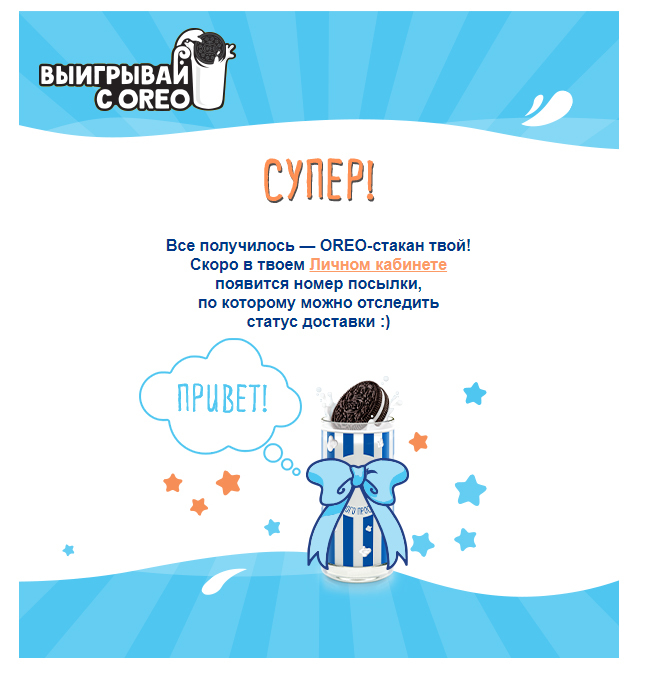 ВЫИГРЫВАЙ
С OREO
СУПЕР!
Все получилось — OREO-стакан твой!
Скоро в твоем Личном кабинете
появится номер посылки,
по которому можно отследить
статус доставки :)
ПРИВЕТ!